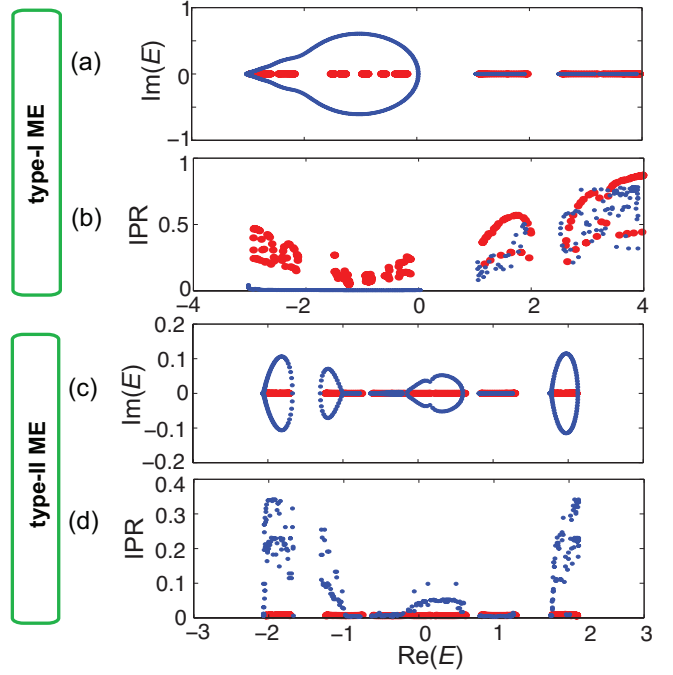 type-I ME
(a)
Im(E)
1
0
−1
(b)
IPR
1
0.5
0
−4 −2 0 2 4
type-II ME
(c)
Im(E)
0.2
0.1
0
−0.1
−0.2
(d)
IPR
0.4
0.3
0.2
0.1
0
−3 −2 −1 0 1 2 3
Re(E)